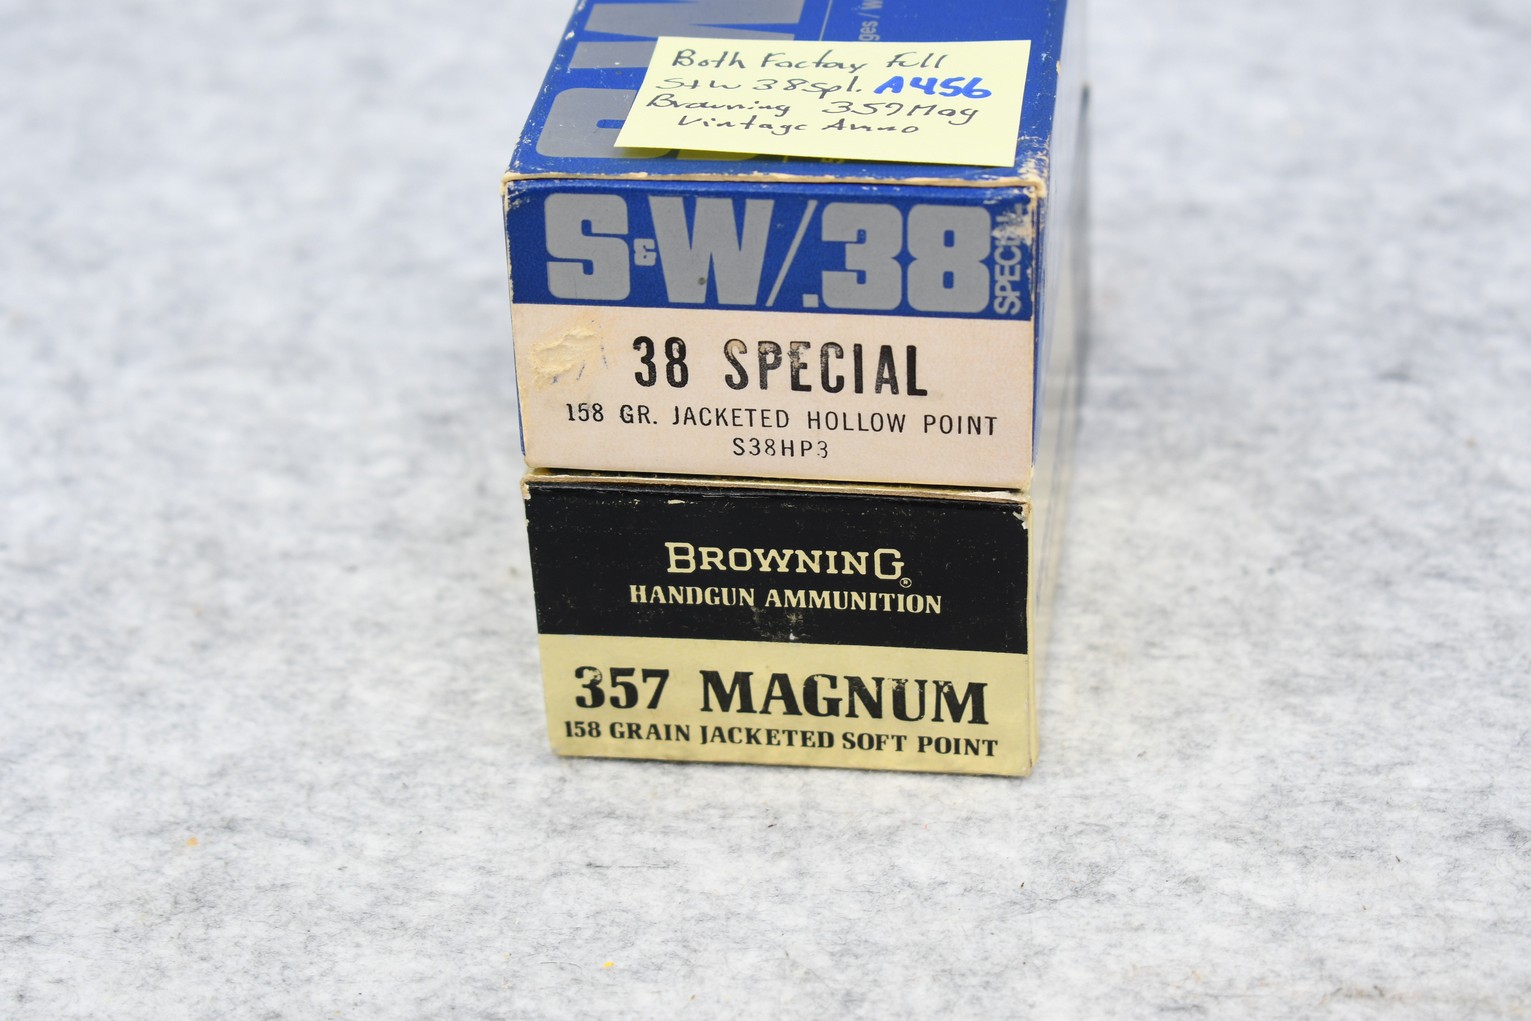 Both Factory Full
S+W 38 Spl. A456
Browning 357 Mag
Vintage Ammo
S&W/.38 SPECIAL
38 SPECIAL
158 GR. JACKETED HOLLOW POINT
S38HP3
BROWNING®
HANDGUN AMMUNITION
357 MAGNUM
158 GRAIN JACKETED SOFT POINT